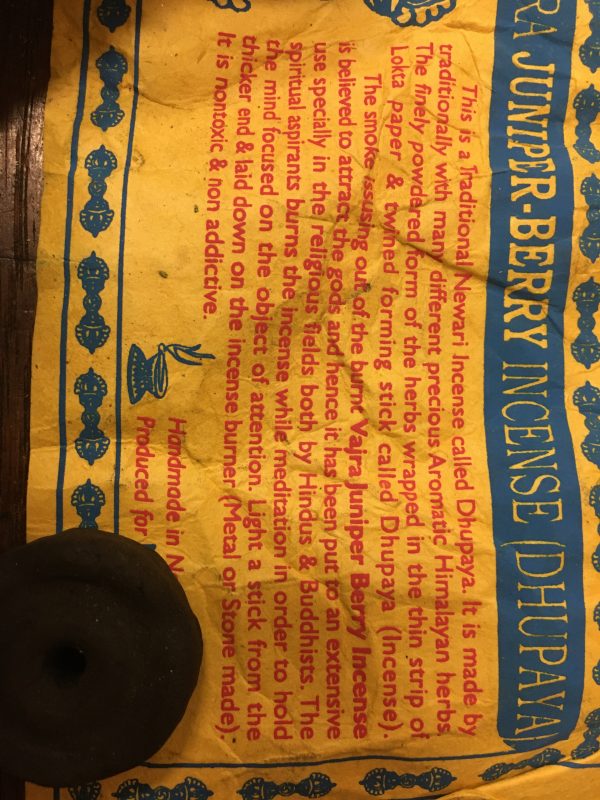 RA JUNIPER-BERRY INCENSE (DHUPAYA)
This is a Traditional Newari Incense called Dhupaya. It is made by
traditionally with many different precious Aromatic Himalayan herbs
The finely powdered form of the herbs wrapped in the thin strip of
Lokta paper & twined forming stick called Dhupaya (Incense).
The smoke issuing out of the burnt Vajra Juniper Berry Incense
is believed to attract the gods and hence it has been put to an extensive
use specially in the religious fields both by Hindus & Buddhists. The
spiritual aspirants burns the incense while meditation in order to hold
the mind focused on the object of attention. Light a stick from the
thicker end & laid down on the incense burner (Metal or Stone made).
It is nontoxic & non addictive.
Handmade in N
Produced for